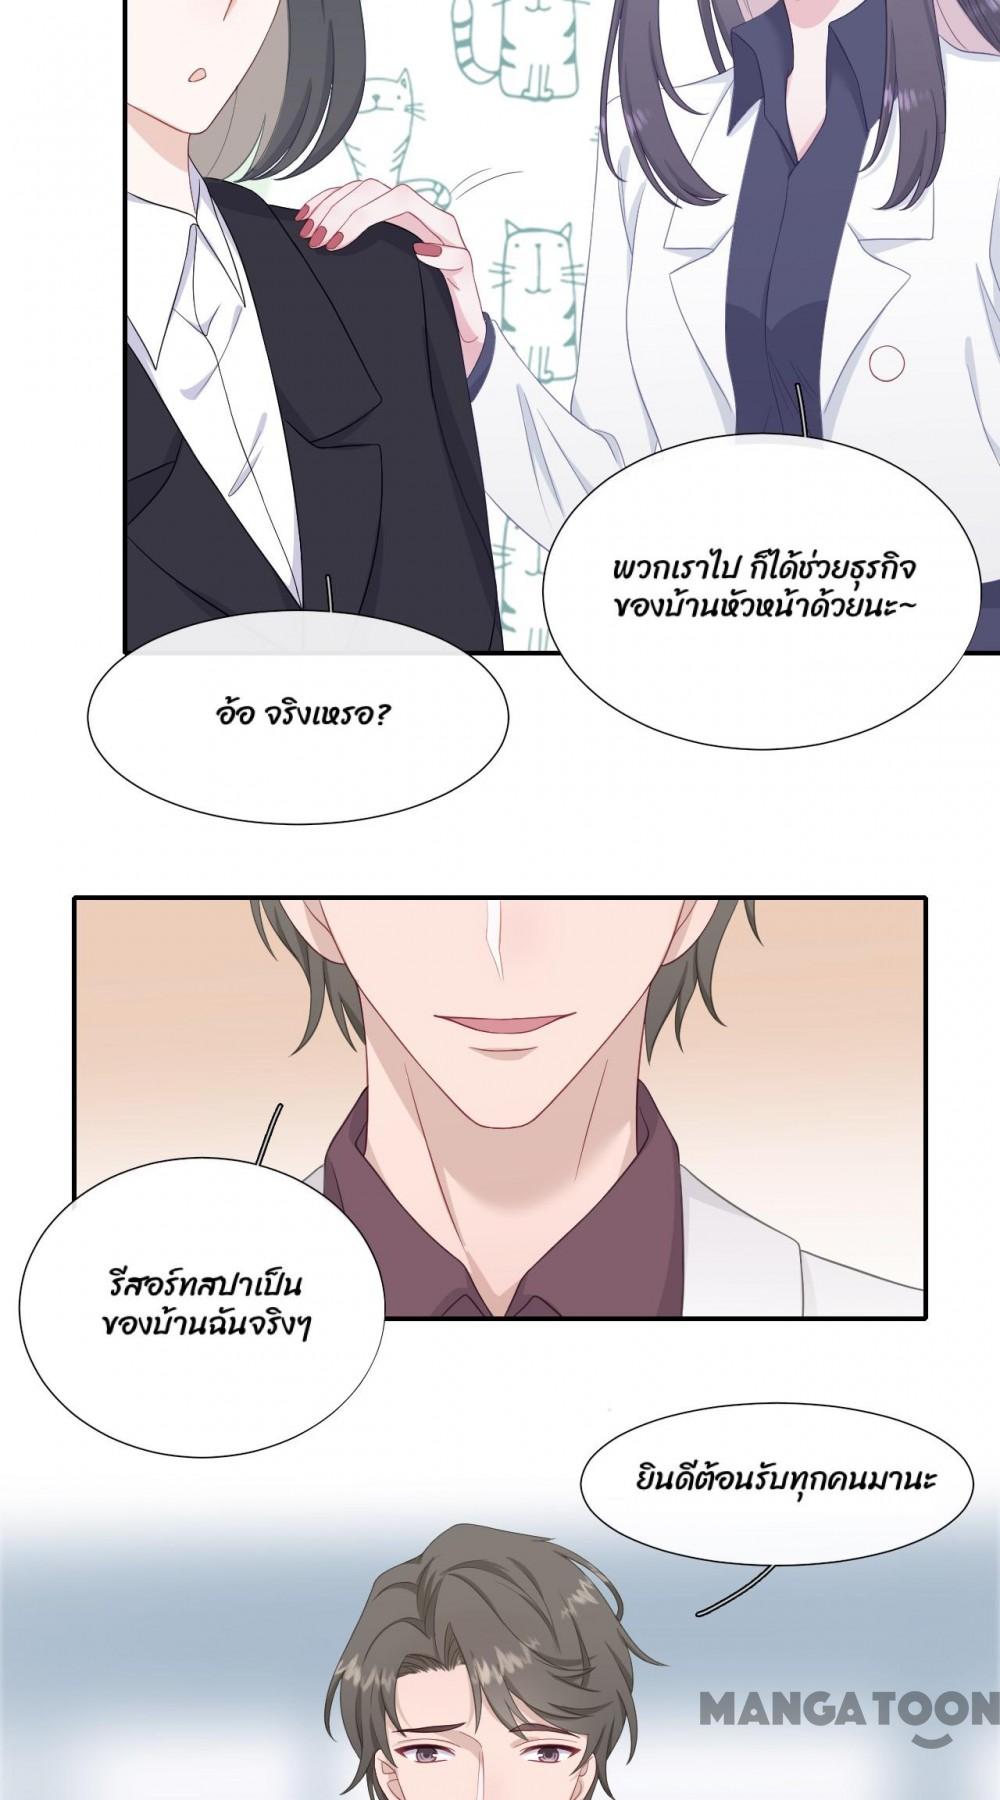 พวกเราไป ก็ได้ช่วยธุรกิจ
ของบ้านหัวหน้าด้วยนะ~
อ้อ จริงเหรอ?
รีสอร์ทสปาเป็น
ของบ้านฉันจริงๆ
ยินดีต้อนรับทุกคนมานะ
MANGATOON